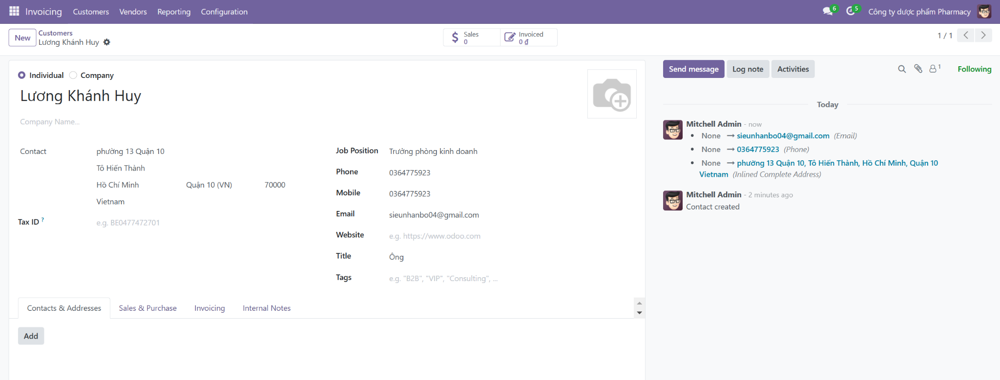 Invoicing Customers Vendors Reporting Configuration 6 5 Công ty dược phẩm Pharmacy
New Customers
Lương Khánh Huy
Sales
0
Invoiced
0 ₫
1 / 1
Individual Company
Lương Khánh Huy
Company Name...
Contact phường 13 Quận 10
Tô Hiến Thành
Hồ Chí Minh Quận 10 (VN) 70000
Vietnam
Tax ID ? e.g. BE0477472701
Job Position Trưởng phòng kinh doanh
Phone 0364775923
Mobile 0364775923
Email sieunhanbo04@gmail.com
Website e.g. https://www.odoo.com
Title Ông
Tags e.g. "B2B", "VIP", "Consulting", ...
Contacts & Addresses Sales & Purchase Invoicing Internal Notes
Add
Send message Log note Activities 1 Following
Today
Mitchell Admin - now
• None → sieunhanbo04@gmail.com (Email)
• None → 0364775923 (Phone)
• None → phường 13 Quận 10, Tô Hiến Thành, Hồ Chí Minh, Quận 10
Vietnam (Inlined Complete Address)
Mitchell Admin - 2 minutes ago
Contact created